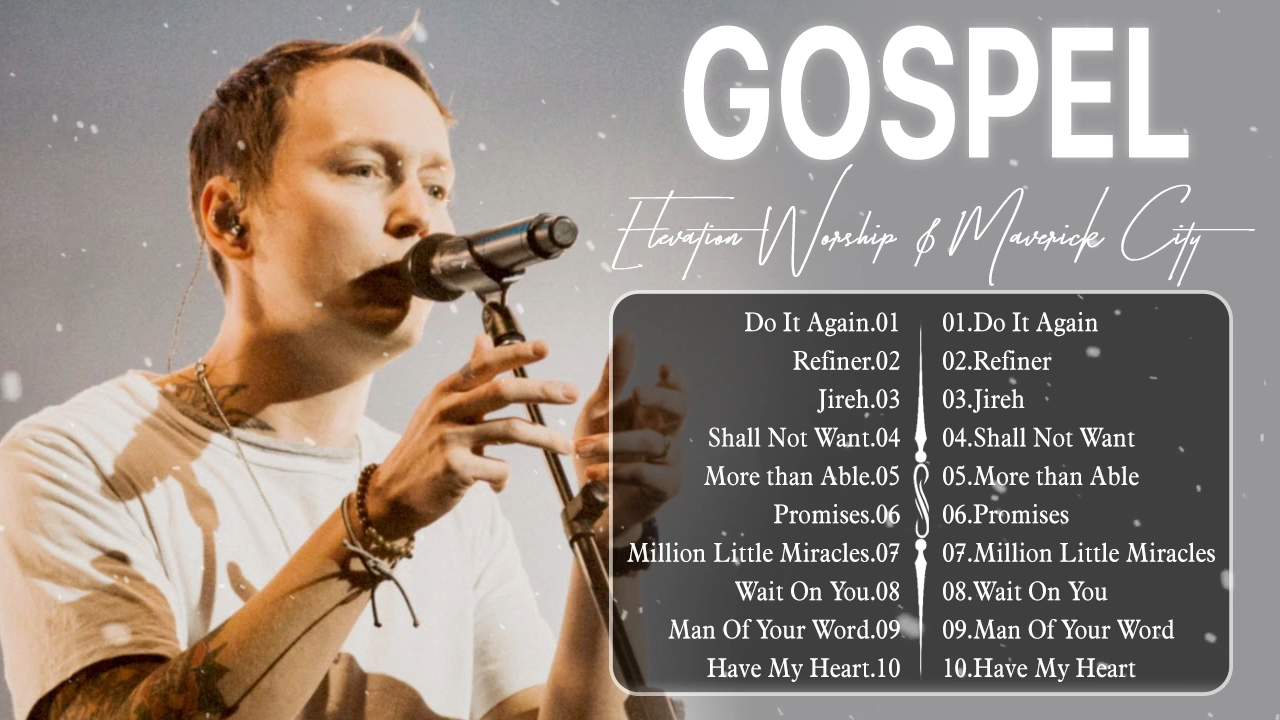 GOSPEL
Elevation Worship & Maverick City
Do It Again.01
Refiner.02
Jireh.03
Shall Not Want.04
More than Able.05
Promises.06
Million Little Miracles.07
Wait On You.08
Man Of Your Word.09
Have My Heart.10
01.Do It Again
02.Refiner
03.Jireh
04.Shall Not Want
05.More than Able
06.Promises
07.Million Little Miracles
08.Wait On You
09.Man Of Your Word
10.Have My Heart